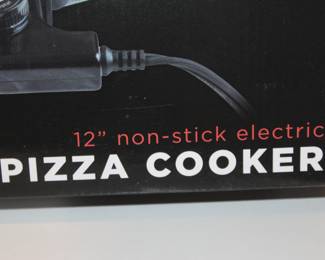 12" non-stick electric
PIZZA COOKER